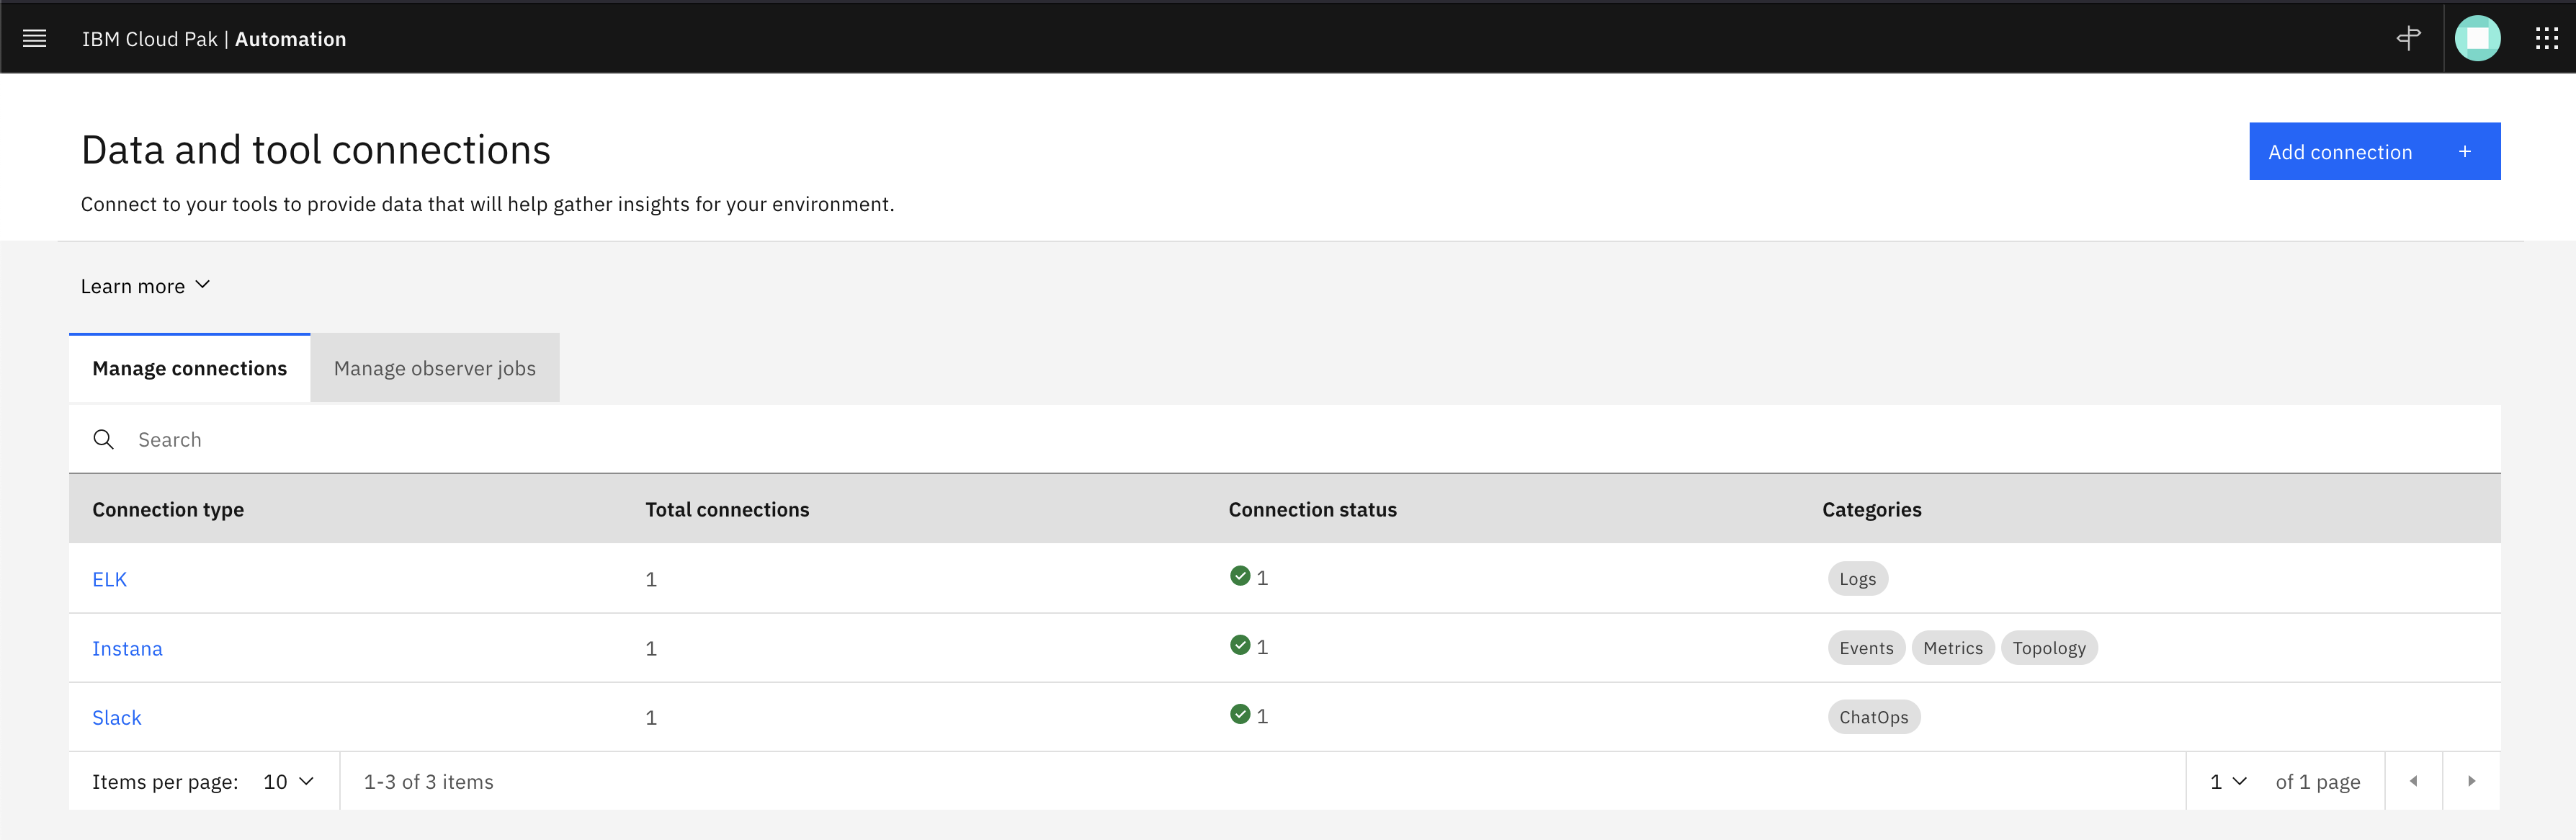 IBM Cloud Pak | Automation
Data and tool connections
Add connection +
Connect to your tools to provide data that will help gather insights for your environment.
Learn more
Manage connections Manage observer jobs
Search
Connection type Total connections Connection status Categories
ELK 1 1 Logs
Instana 1 1 Events Metrics Topology
Slack 1 1 ChatOps
Items per page: 10 1-3 of 3 items 1 of 1 page